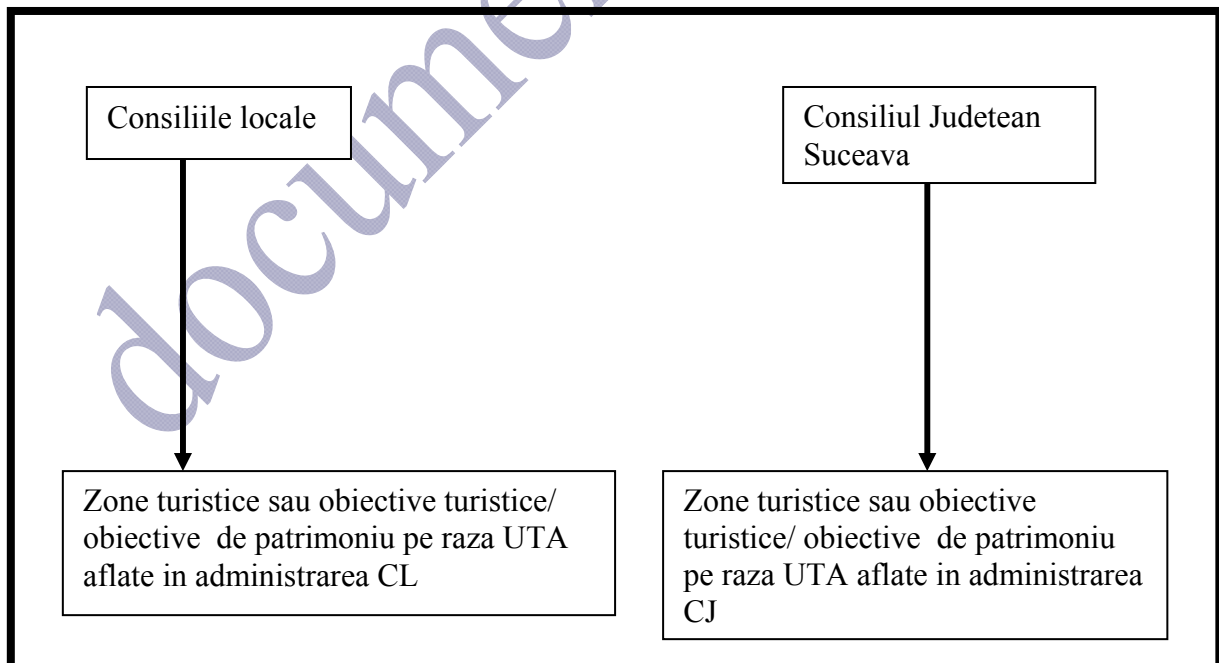 Consiliile locale
Consiliul Judetean
Suceava
Zone turistice sau obiective turistice/
obiective de patrimoniu pe raza UTA
aflate in administrarea CL
Zone turistice sau obiective
turistice/ obiective de patrimoniu
pe raza UTA aflate in administrarea
CJ